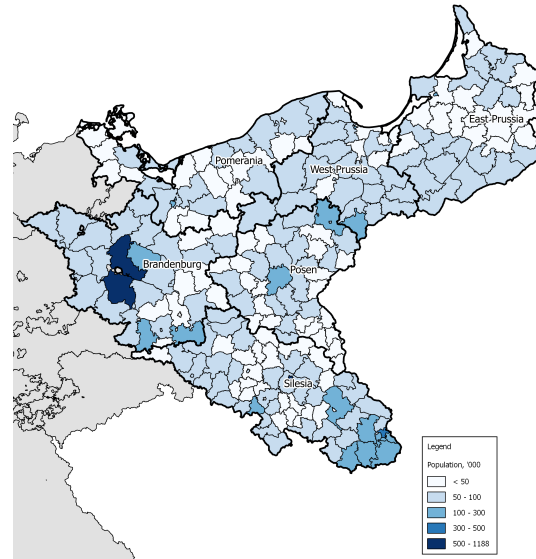 East Prussia
Pomerania
West Prussia
Brandenburg
Posen
Silesia
Legend
Population, '000
< 50
50 - 100
100 - 300
300 - 500
500 - 1188